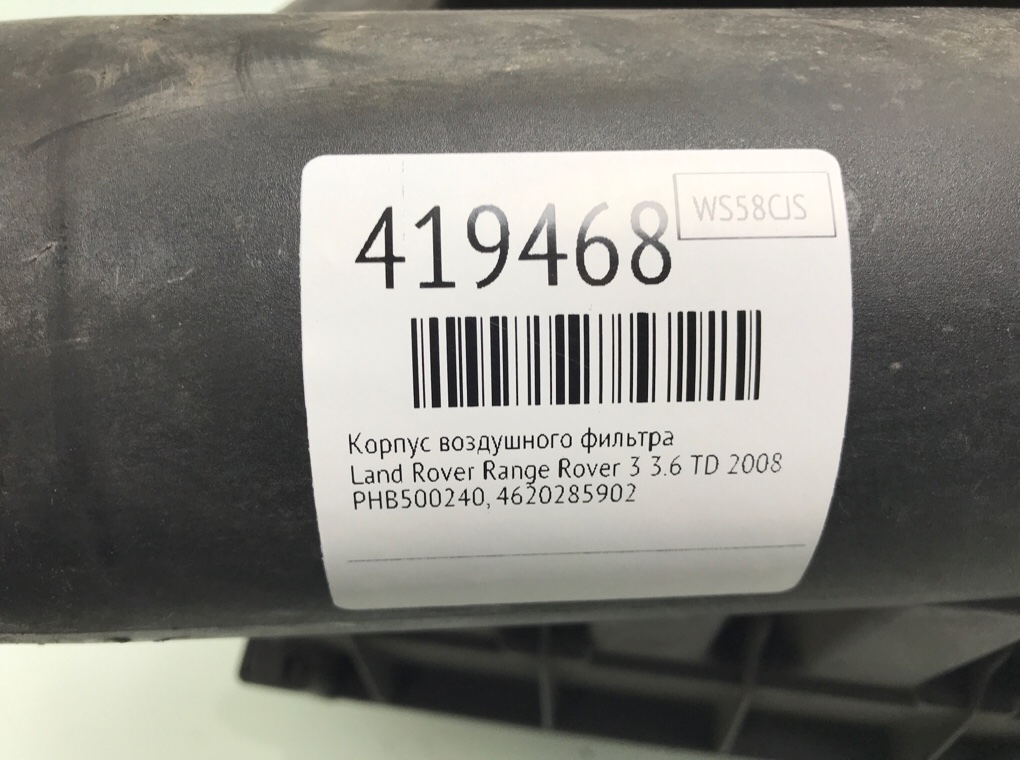 419468
WS58CJS
Корпус воздушного фильтра
Land Rover Range Rover 3 3.6 TD 2008
PHB500240, 4620285902